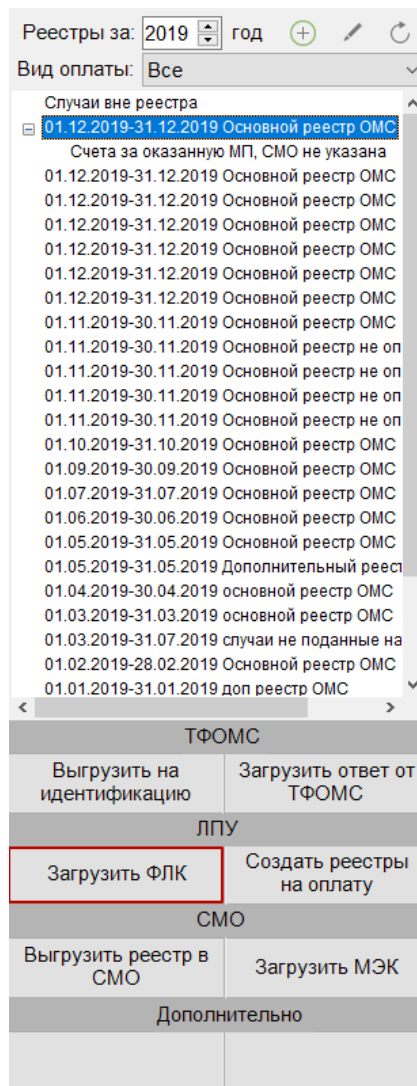 Реестры за: 2019 год
Вид оплаты: Все
Случаи вне реестра
01.12.2019-31.12.2019 Основной реестр ОМС
Счета за оказанную МП, СМО не указана
01.12.2019-31.12.2019 Основной реестр ОМС
01.12.2019-31.12.2019 Основной реестр ОМС
01.12.2019-31.12.2019 Основной реестр ОМС
01.12.2019-31.12.2019 Основной реестр ОМС
01.12.2019-31.12.2019 Основной реестр ОМС
01.12.2019-31.12.2019 Основной реестр ОМС
01.11.2019-30.11.2019 Основной реестр ОМС
01.11.2019-30.11.2019 Основной реестр не оп
01.11.2019-30.11.2019 Основной реестр не оп
01.11.2019-30.11.2019 Основной реестр не оп
01.11.2019-30.11.2019 Основной реестр не оп
01.10.2019-31.10.2019 Основной реестр ОМС
01.09.2019-30.09.2019 Основной реестр ОМС
01.07.2019-31.07.2019 Основной реестр ОМС
01.06.2019-30.06.2019 Основной реестр ОМС
01.05.2019-31.05.2019 Основной реестр ОМС
01.05.2019-31.05.2019 Дополнительный реест
01.04.2019-30.04.2019 основной реестр ОМС
01.03.2019-31.03.2019 основной реестр ОМС
01.03.2019-31.07.2019 случаи не поданные на
01.02.2019-28.02.2019 Основной реестр ОМС
01.01.2019-31.01.2019 доп реестр ОМС
ТФОМС
Выгрузить на идентификацию
Загрузить ответ от ТФОМС
ЛПУ
Загрузить ФЛК
Создать реестры на оплату
СМО
Выгрузить реестр в СМО
Загрузить МЭК
Дополнительно